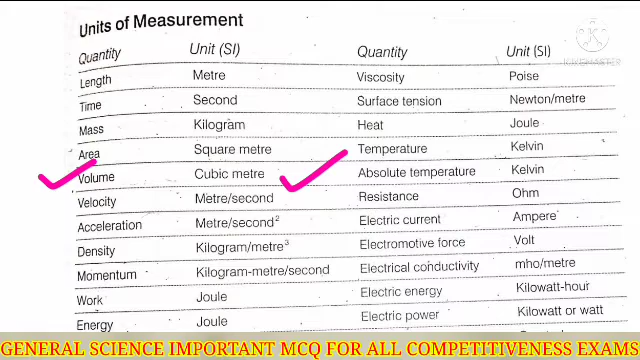 Units of Measurement
Quantity Unit (SI) Quantity Unit (SI)
Length Metre Viscosity Poise
Time Second Surface tension Newton/metre
Mass Kilogram Heat Joule
Area Square metre Temperature Kelvin
Volume Cubic metre Absolute temperature Kelvin
Velocity Metre/second Resistance Ohm
Acceleration Metre/second² Electric current Ampere
Density Kilogram/metre³ Electromotive force Volt
Momentum Kilogram-metre/second Electrical conductivity mho/metre
Work Joule Electric energy Kilowatt-hour
Energy Joule Electric power Kilowatt or watt
GENERAL SCIENCE IMPORTANT MCQ FOR ALL COMPETITIVENESS EXAMS
KINEMASTER